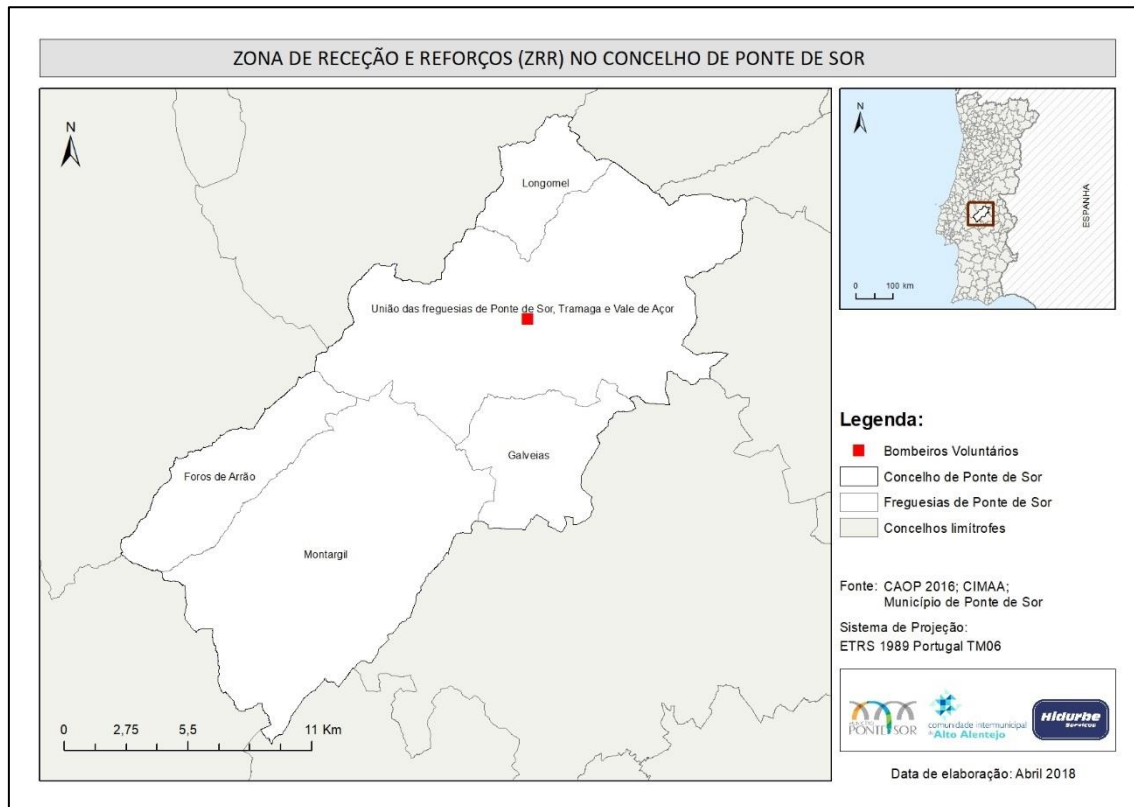 ZONA DE RECEÇÃO E REFORÇOS (ZRR) NO CONCELHO DE PONTE DE SOR
N
Longomel
União das freguesias de Ponte de Sor, Tramaga e Vale de Açor
Foros de Arrão
Galveias
Montargil
0 2,75 5,5 11 Km
N
ESPANHA
0 100 km
Legenda:
Bombeiros Voluntários
Concelho de Ponte de Sor
Freguesias de Ponte de Sor
Concelhos limítrofes
Fonte: CAOP 2016; CIMAA;
Município de Ponte de Sor
Sistema de Projeção:
ETRS 1989 Portugal TM06
PONTE SOR
comunidade intermunicipal
do Alto Alentejo
Hidurbe
Serviços
Data de elaboração: Abril 2018